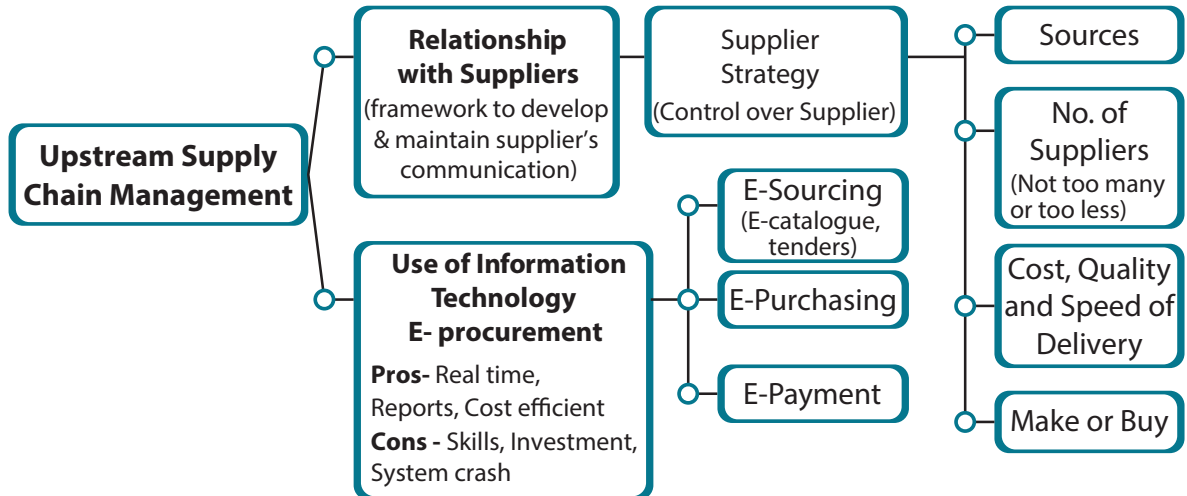 Upstream Supply
Chain Management
Relationship
with Suppliers
(framework to develop
& maintain supplier's
communication)
Supplier
Strategy
(Control over Supplier)
Sources
No. of
Suppliers
(Not too many
or too less)
Cost, Quality
and Speed of
Delivery
Make or Buy
Use of Information
Technology
E- procurement
Pros- Real time,
Reports, Cost efficient
Cons - Skills, Investment,
System crash
E-Sourcing
(E-catalogue,
tenders)
E-Purchasing
E-Payment